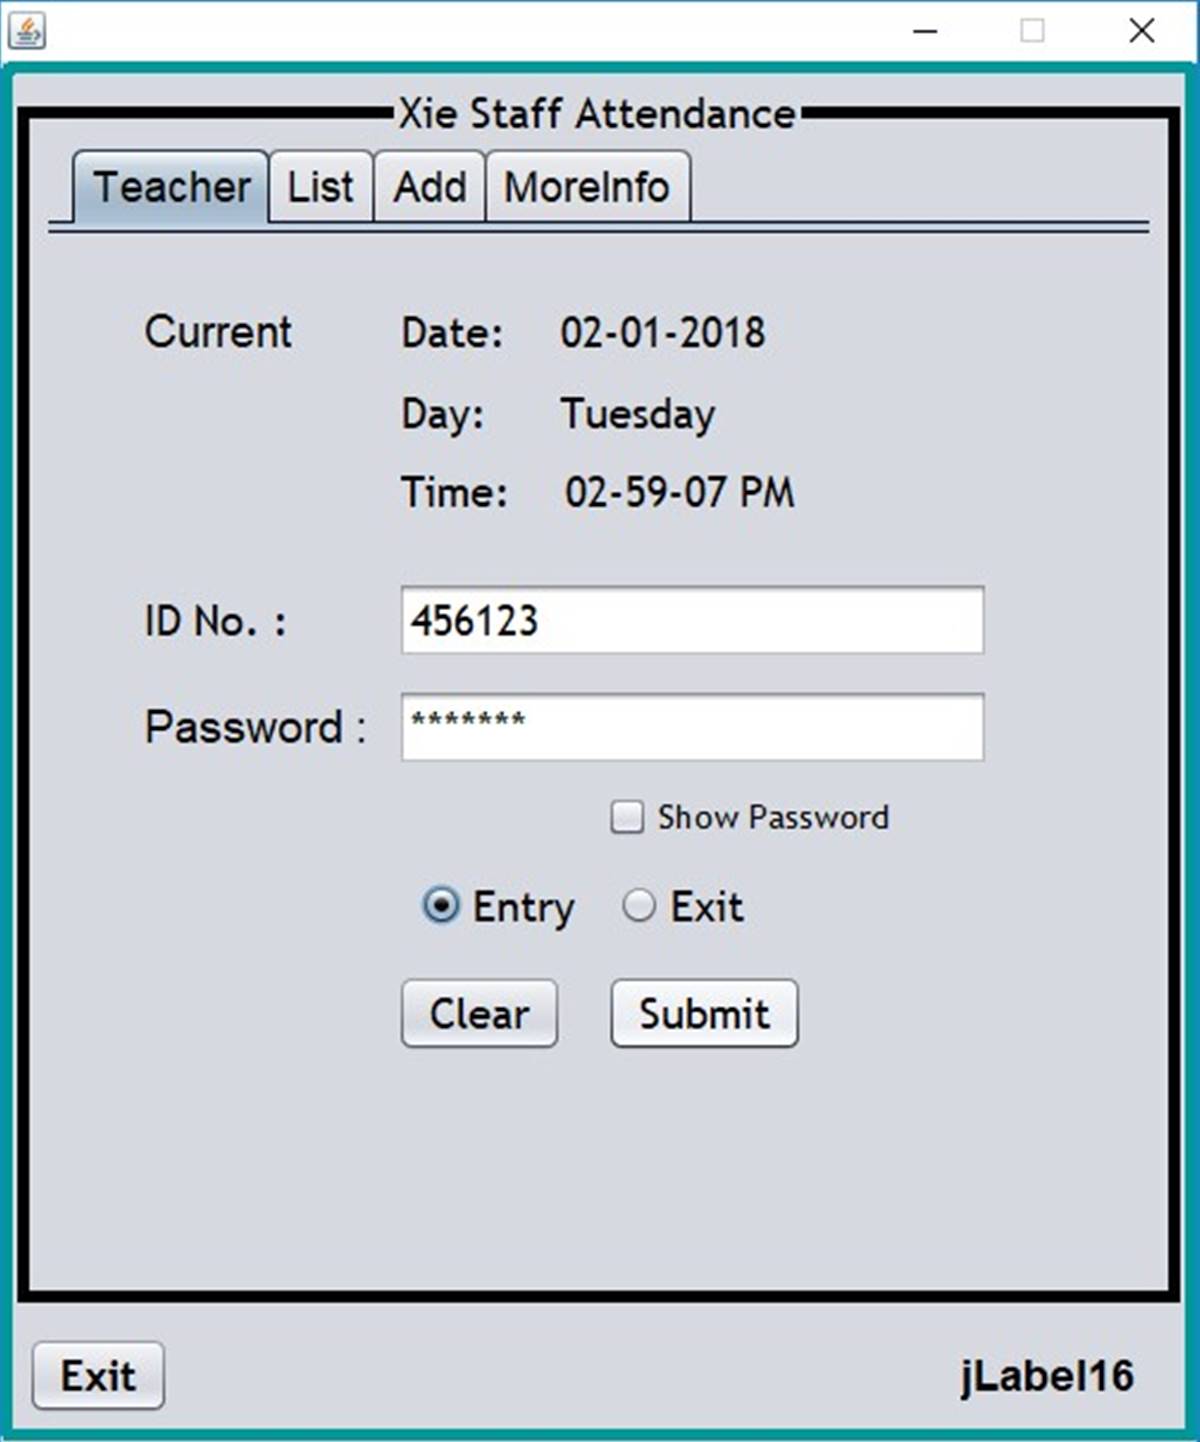 Xie Staff Attendance
Teacher List Add MoreInfo
Current Date: 02-01-2018
Day: Tuesday
Time: 02-59-07 PM
ID No. : 456123
Password : *******
Show Password
Entry Exit
Clear Submit
Exit jLabel16